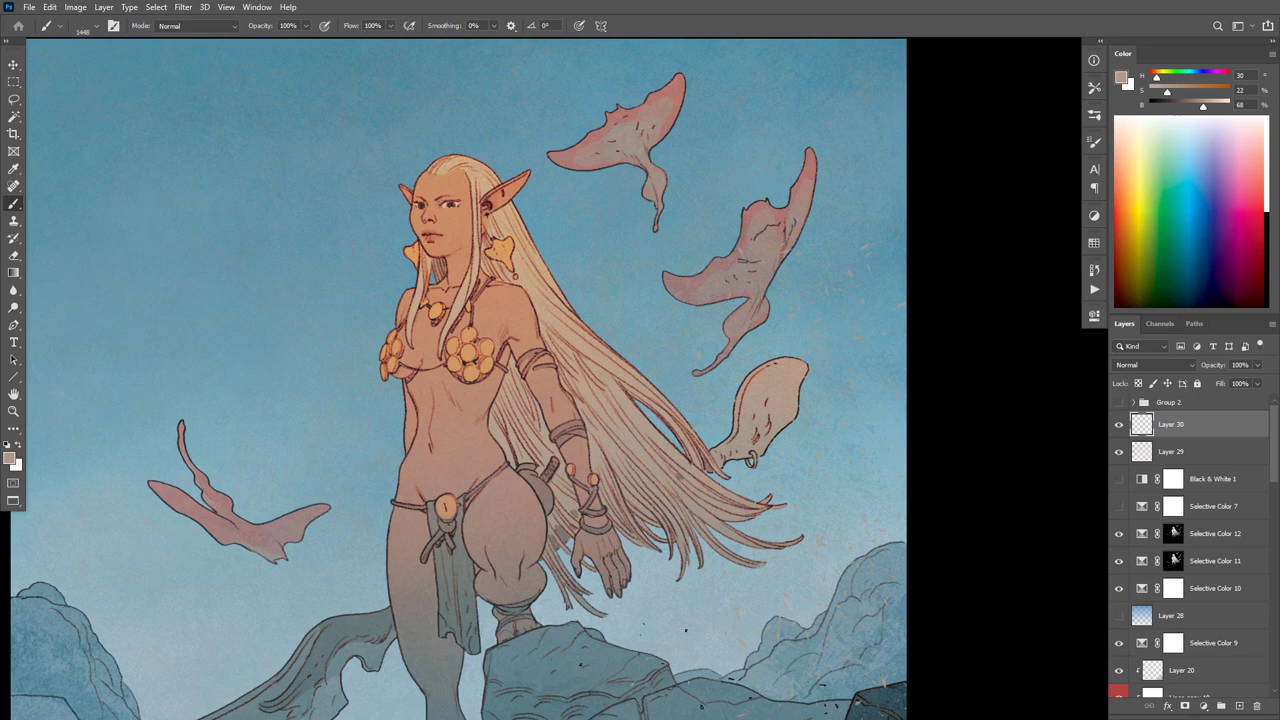 Ps File Edit Image Layer Type Select Filter 3D View Window Help
1448 Mode: Normal Opacity: 100% Flow: 100% Smoothing: 0% 0°
Color
H 30 °
S 22 %
B 68 %
Layers Channels Paths
Kind
Normal Opacity: 100%
Lock: Fill: 100%
Group 2
Layer 30
Layer 29
Black & White 1
Selective Color 7
Selective Color 12
Selective Color 11
Selective Color 10
Layer 28
Selective Color 9
Layer 20